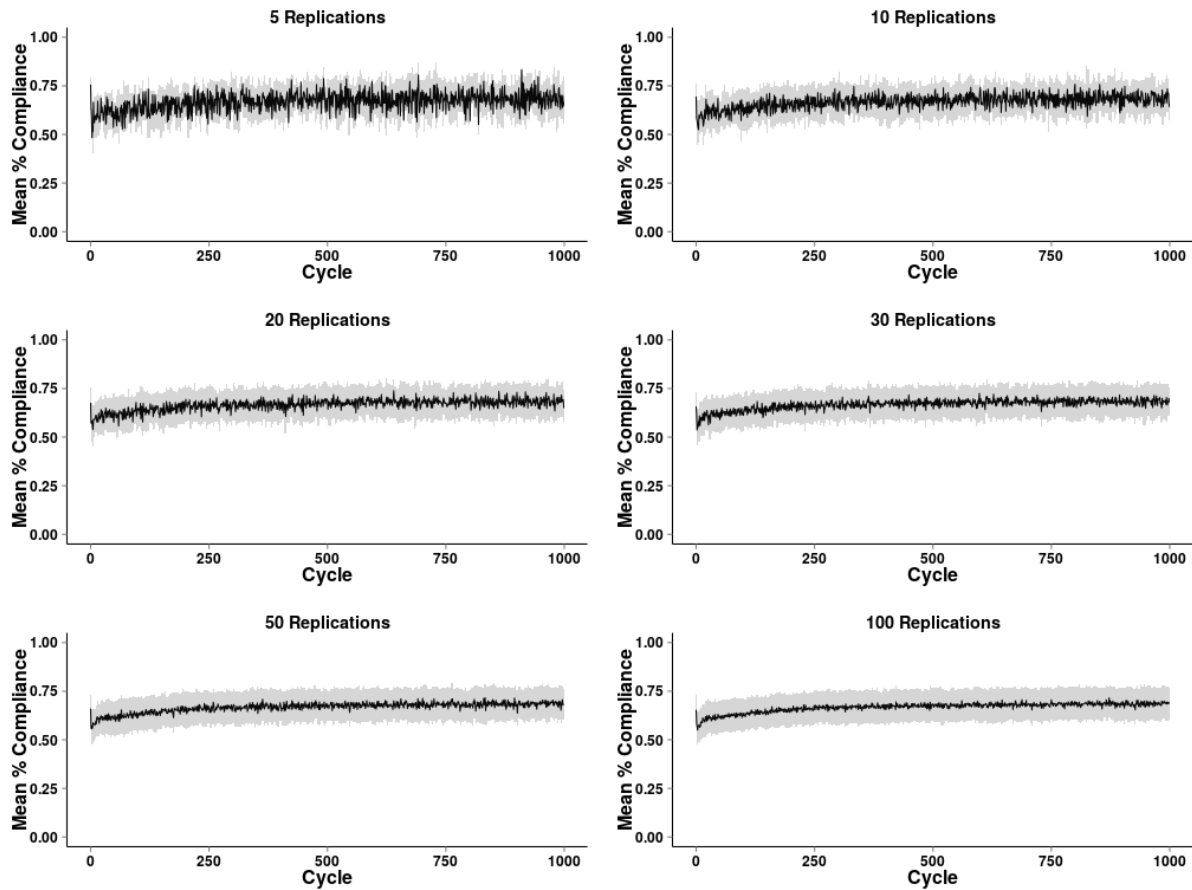 5 Replications
Mean % Compliance
1.00
0.75
0.50
0.25
0.00
0 250 500 750 1000
Cycle
10 Replications
Mean % Compliance
1.00
0.75
0.50
0.25
0.00
0 250 500 750 1000
Cycle
20 Replications
Mean % Compliance
1.00
0.75
0.50
0.25
0.00
0 250 500 750 1000
Cycle
30 Replications
Mean % Compliance
1.00
0.75
0.50
0.25
0.00
0 250 500 750 1000
Cycle
50 Replications
Mean % Compliance
1.00
0.75
0.50
0.25
0.00
0 250 500 750 1000
Cycle
100 Replications
Mean % Compliance
1.00
0.75
0.50
0.25
0.00
0 250 500 750 1000
Cycle